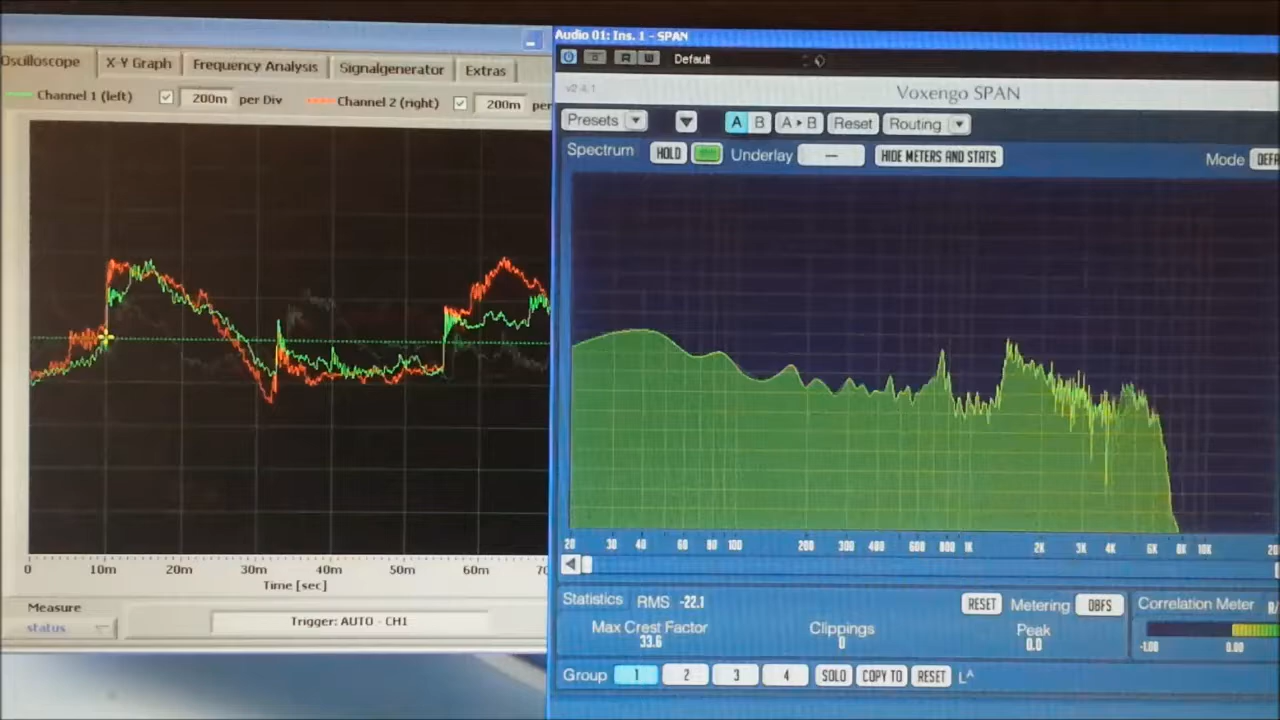 Audio 01: Ins. 1 - SPAN
Oscilloscope X-Y Graph Frequency Analysis Signalgenerator Extras
Default
Channel 1 (left) 200m per Div Channel 2 (right) 200m per
v2.4.1 Voxengo SPAN
Presets A B A B Reset Routing
Spectrum HOLD Underlay HIDE METERS AND STATS Mode
20 30 40 60 80 100 200 300 400 600 800 1K 2K 3K 4K 6K 8K 10K
0 10m 20m 30m 40m 50m 60m
Time [sec]
Measure
status
Trigger: AUTO - CH1
Statistics RMS -22.1 RESET Metering DBFS Correlation Meter
Max Crest Factor Clippings Peak
33.6 0 0.0 -1.00 0.00
Group 1 2 3 4 SOLO COPY TO RESET